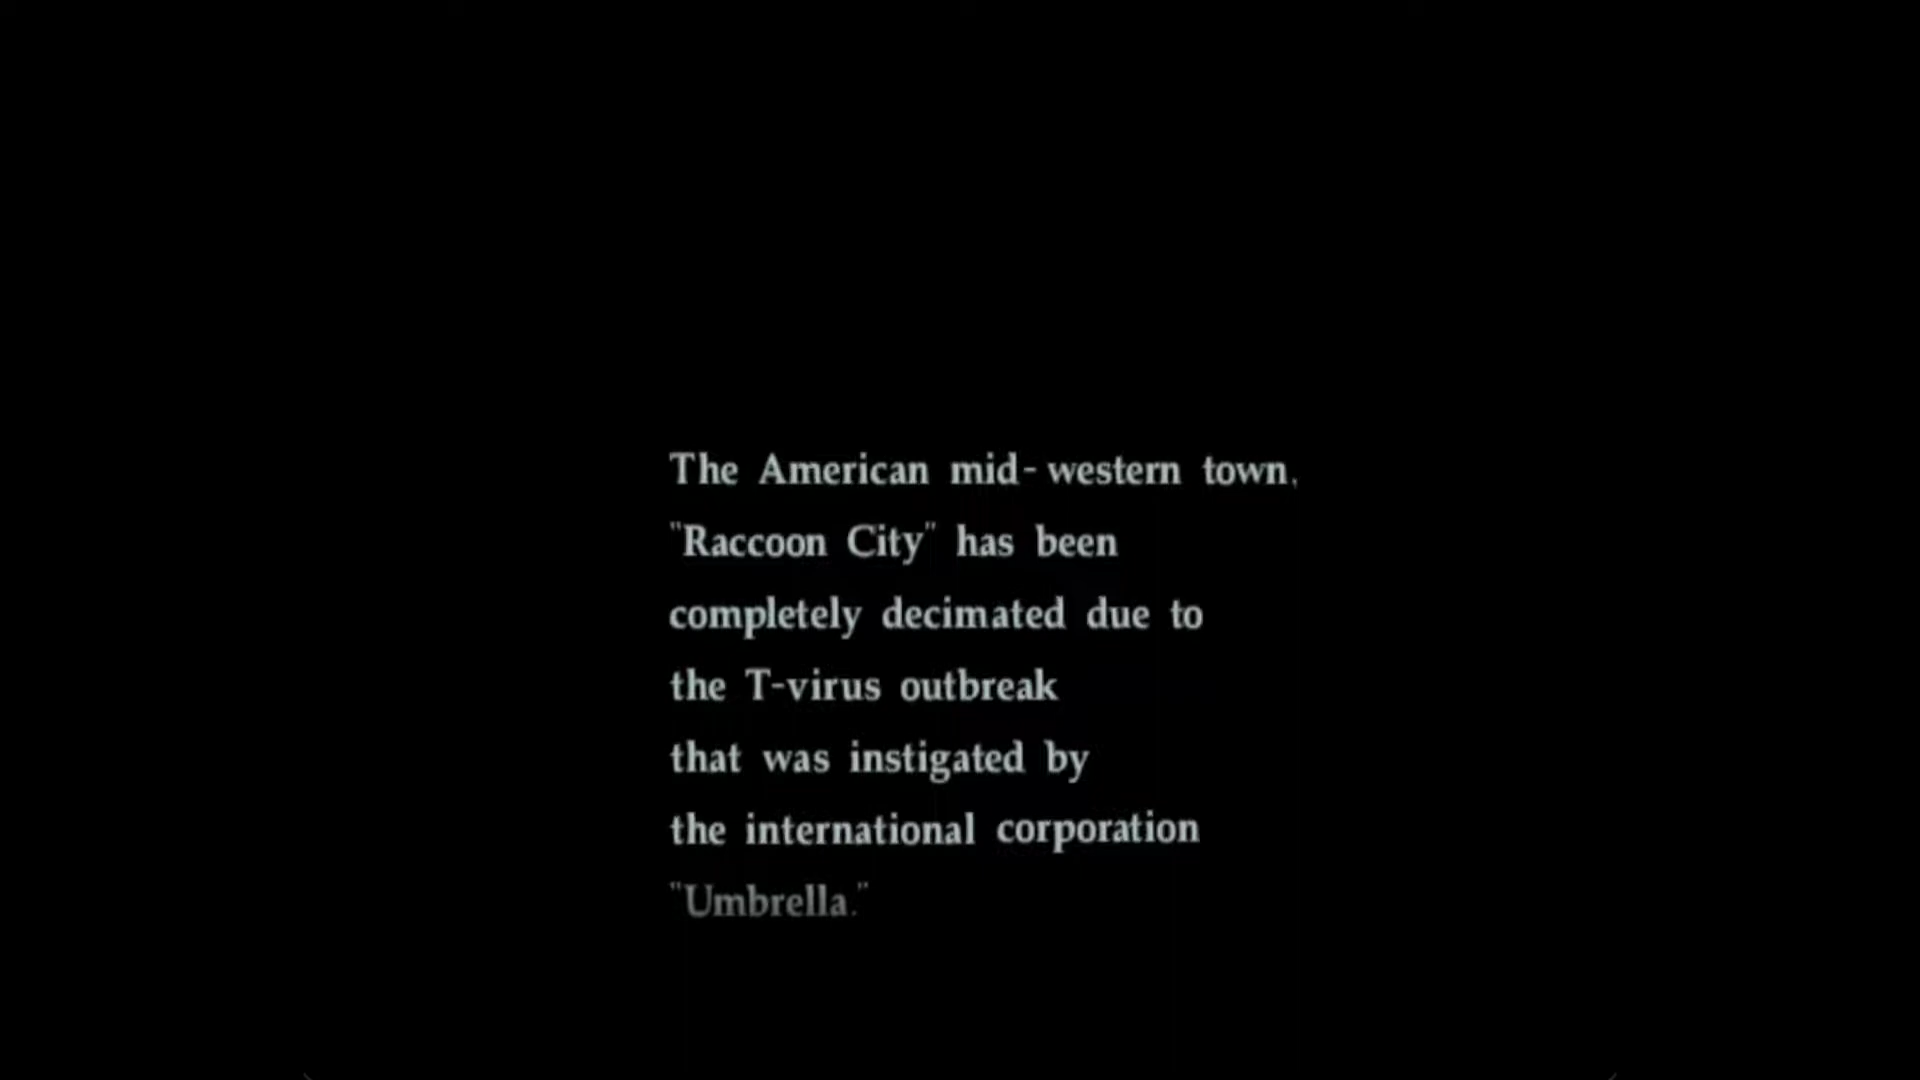 The American mid-western town,
"Raccoon City" has been
completely decimated due to
the T-virus outbreak
that was instigated by
the international corporation
"Umbrella."